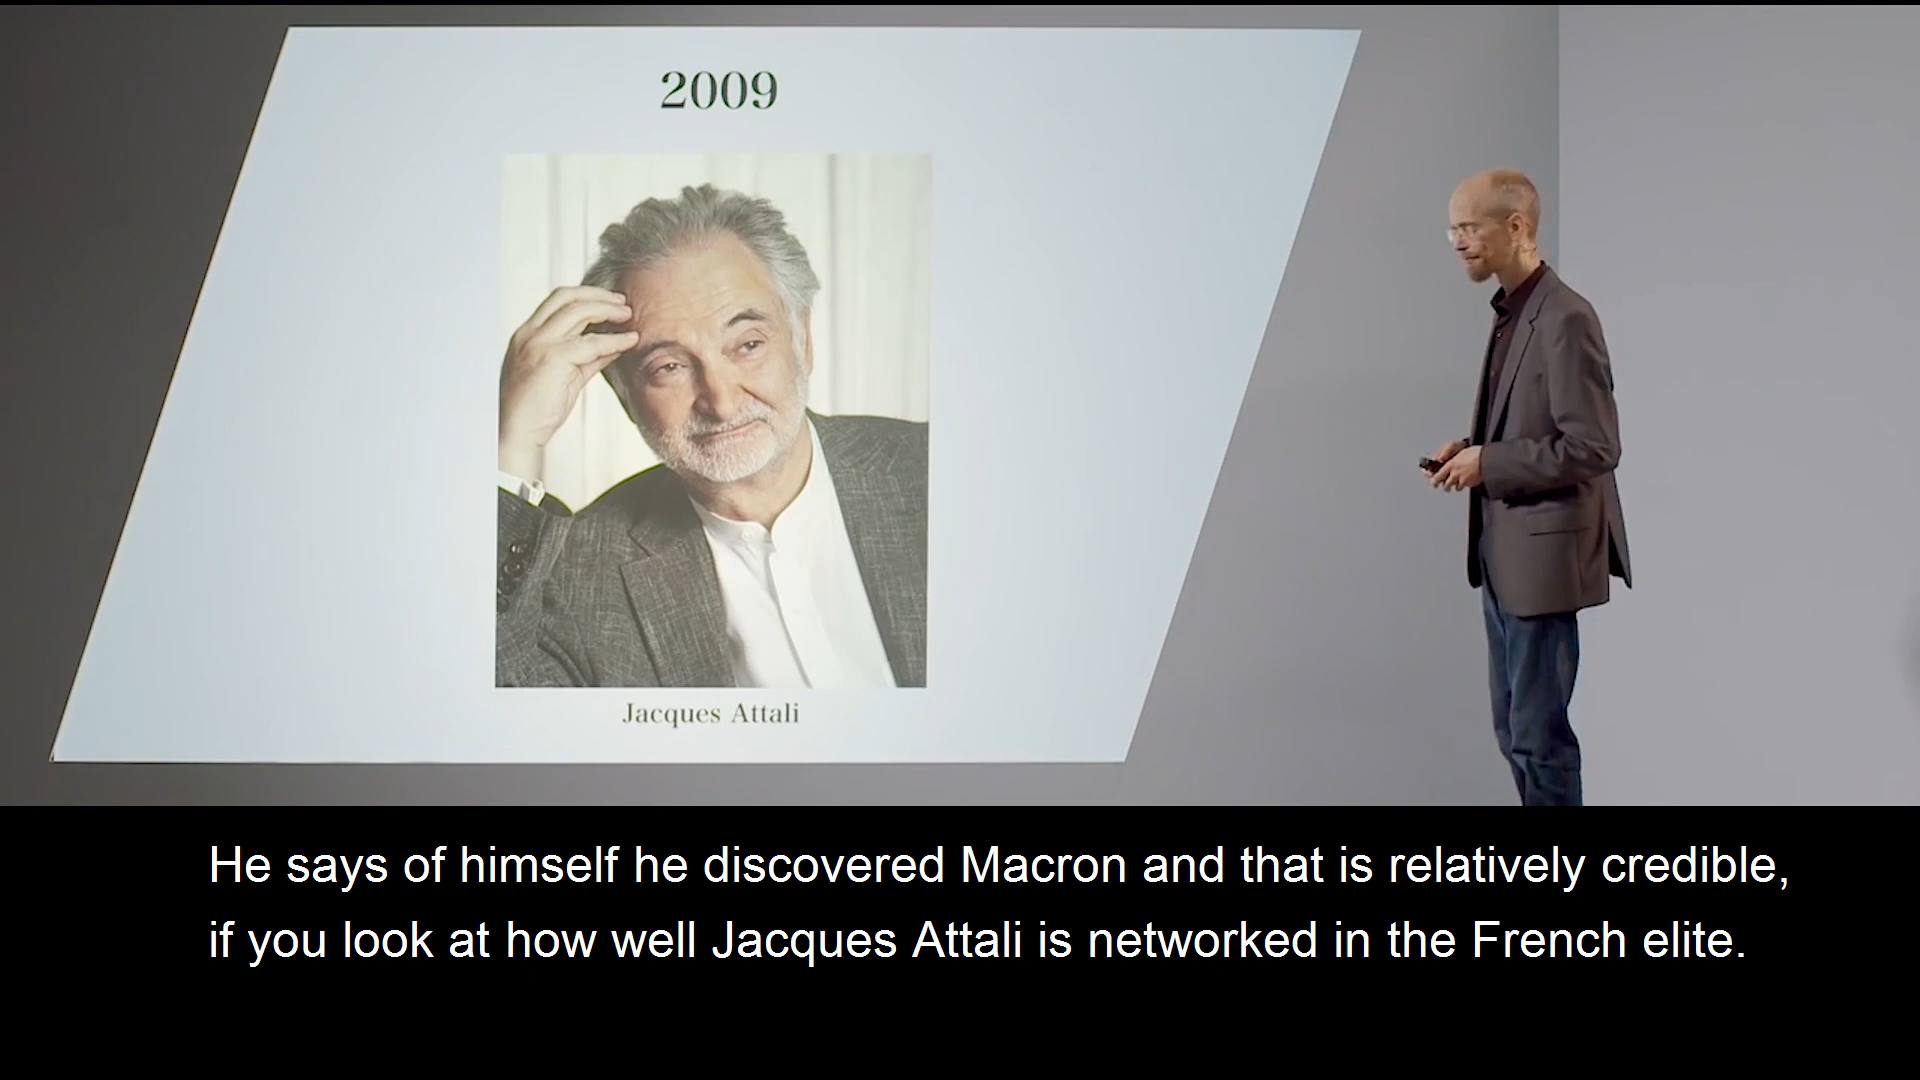 2009
Jacques Attali
He says of himself he discovered Macron and that is relatively credible,
if you look at how well Jacques Attali is networked in the French elite.